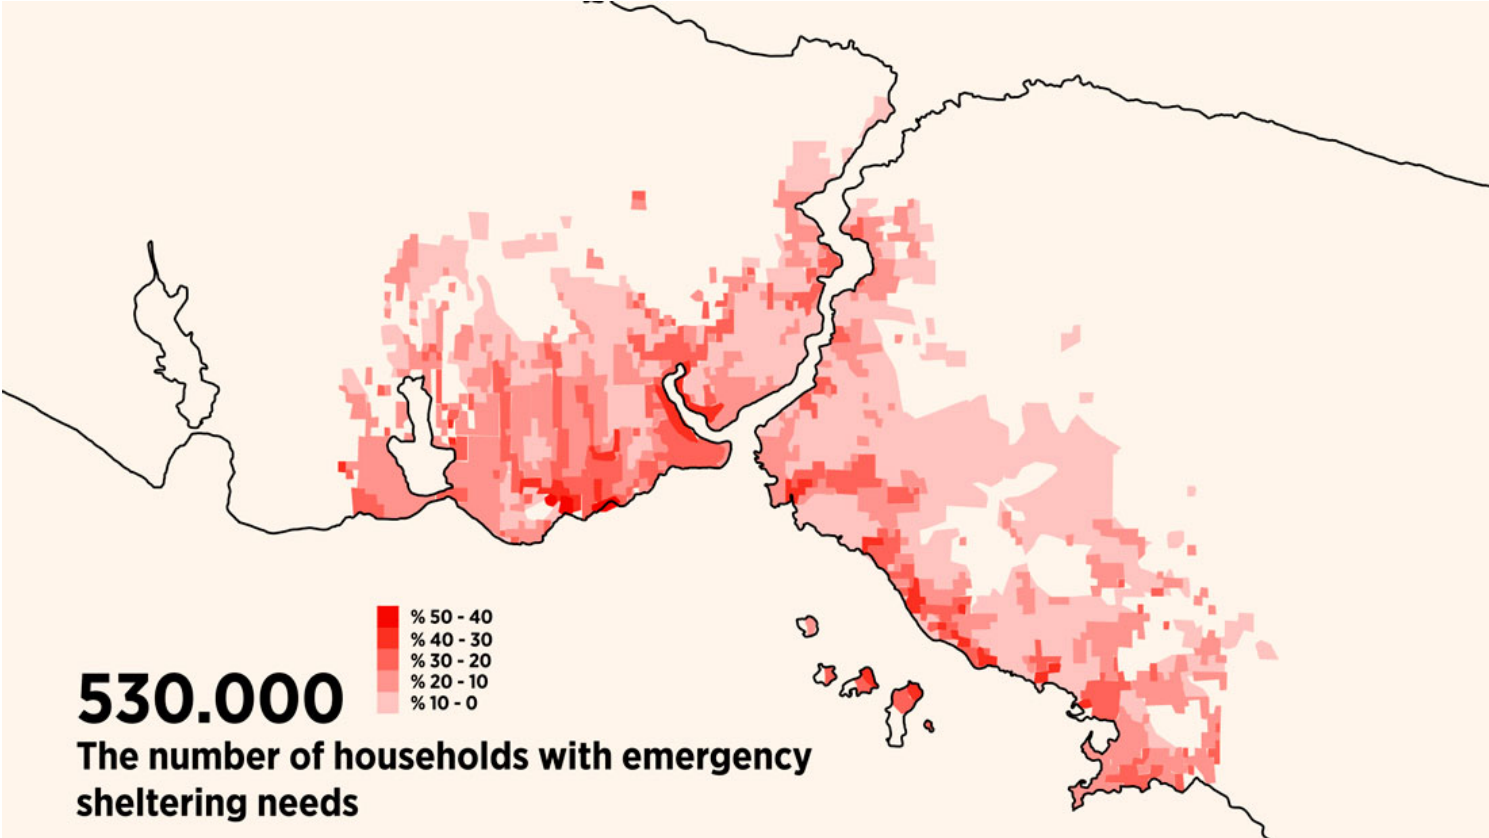 % 50 - 40
% 40 - 30
% 30 - 20
% 20 - 10
% 10 - 0
530.000
The number of households with emergency
sheltering needs